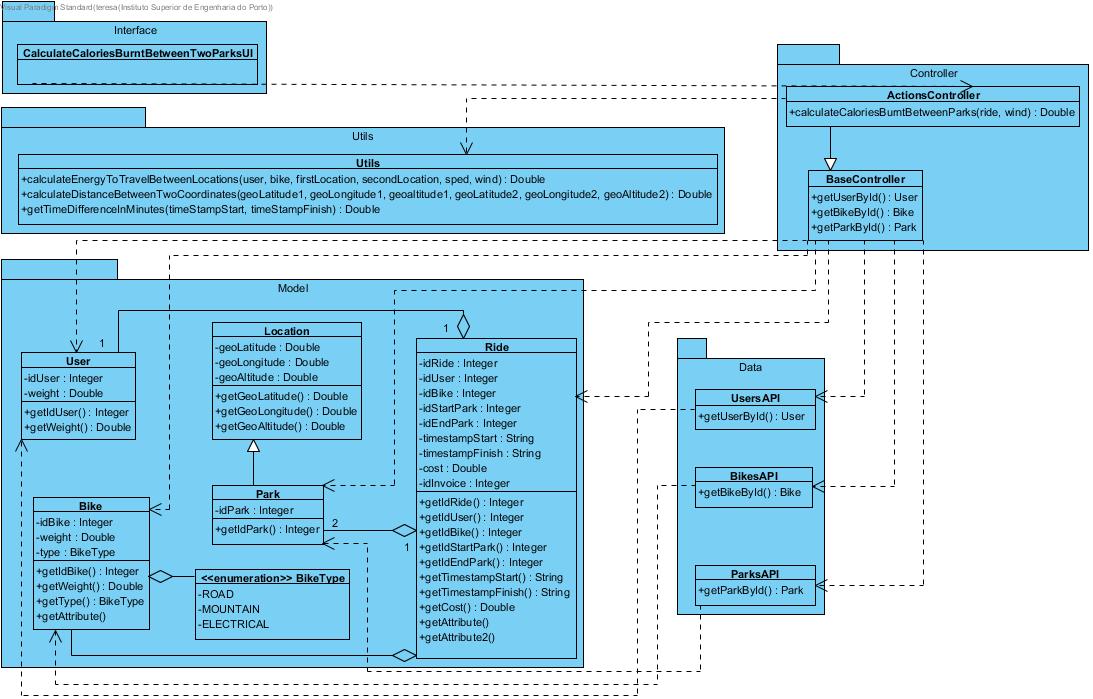 Visual Paradigm Standard(teresa(Instituto Superior de Engenharia do Porto))
Interface
CalculateCaloriesBurntBetweenTwoParksUI
Controller
ActionsController
+calculateCaloriesBurntBetweenParks(ride, wind) : Double
BaseController
+getUserById() : User
+getBikeById() : Bike
+getParkById() : Park
Utils
Utils
+calculateEnergyToTravelBetweenLocations(user, bike, firstLocation, secondLocation, sped, wind) : Double
+calculateDistanceBetweenTwoCoordinates(geoLatitude1, geoLongitude1, geoaltitude1, geoLatitude2, geoLongitude2, geoAltitude2) : Double
+getTimeDifferenceInMinutes(timeStampStart, timeStampFinish) : Double
Model
1
1
User
-idUser : Integer
-weight : Double
+getIdUser() : Integer
+getWeight() : Double
Location
-geoLatitude : Double
-geoLongitude : Double
-geoAltitude : Double
+getGeoLatitude() : Double
+getGeoLongitude() : Double
+getGeoAltitude() : Double
Ride
-idRide : Integer
-idUser : Integer
-idBike : Integer
-idStartPark : Integer
-idEndPark : Integer
-timestampStart : String
-timestampFinish : String
-cost : Double
-idInvoice : Integer
+getIdRide() : Integer
+getIdUser() : Integer
+getIdBike() : Integer
+getIdStartPark() : Integer
+getIdEndPark() : Integer
+getTimestampStart() : String
+getTimestampFinish() : String
+getCost() : Double
+getAttribute()
+getAttribute2()
Park
-idPark : Integer
+getIdPark() : Integer
2
1
Bike
-idBike : Integer
-weight : Double
-type : BikeType
+getIdBike() : Integer
+getWeight() : Double
+getType() : BikeType
+getAttribute()
<<enumeration>> BikeType
-ROAD
-MOUNTAIN
-ELECTRICAL
Data
UsersAPI
+getUserById() : User
BikesAPI
+getBikeById() : Bike
ParksAPI
+getParkById() : Park